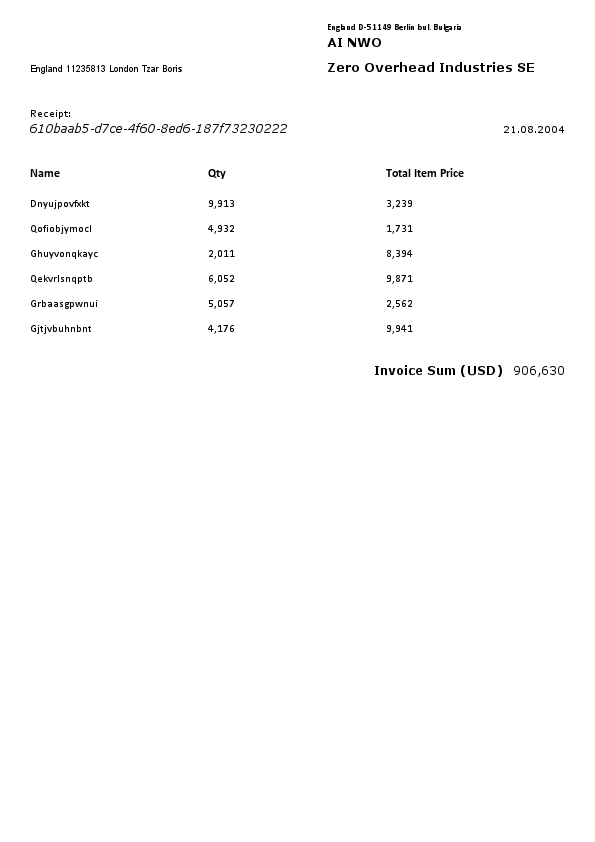 England D-51149 Berlin bul. Bulgaria
AI NWO
England 11235813 London Tzar Boris
Zero Overhead Industries SE
Receipt:
610baab5-d7ce-4f60-8ed6-187f73230222
21.08.2004
Name Qty Total Item Price
Dnyujpovfxkt 9,913 3,239
Qofiobjymocl 4,932 1,731
Ghuyvonqkayc 2,011 8,394
Qekvrlsnqptb 6,052 9,871
Grbaasgpwnui 5,057 2,562
Gjtjvbuhnbnt 4,176 9,941
Invoice Sum (USD) 906,630